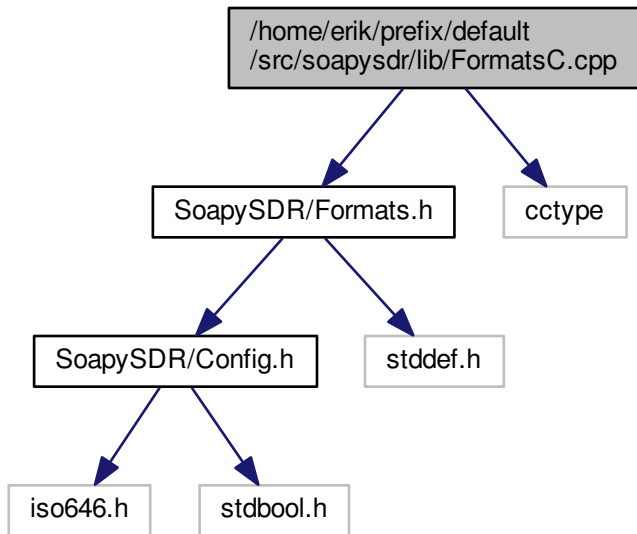 /home/erik/prefix/default
/src/soapysdr/lib/FormatsC.cpp
SoapySDR/Formats.h
cctype
SoapySDR/Config.h
stddef.h
iso646.h
stdbool.h